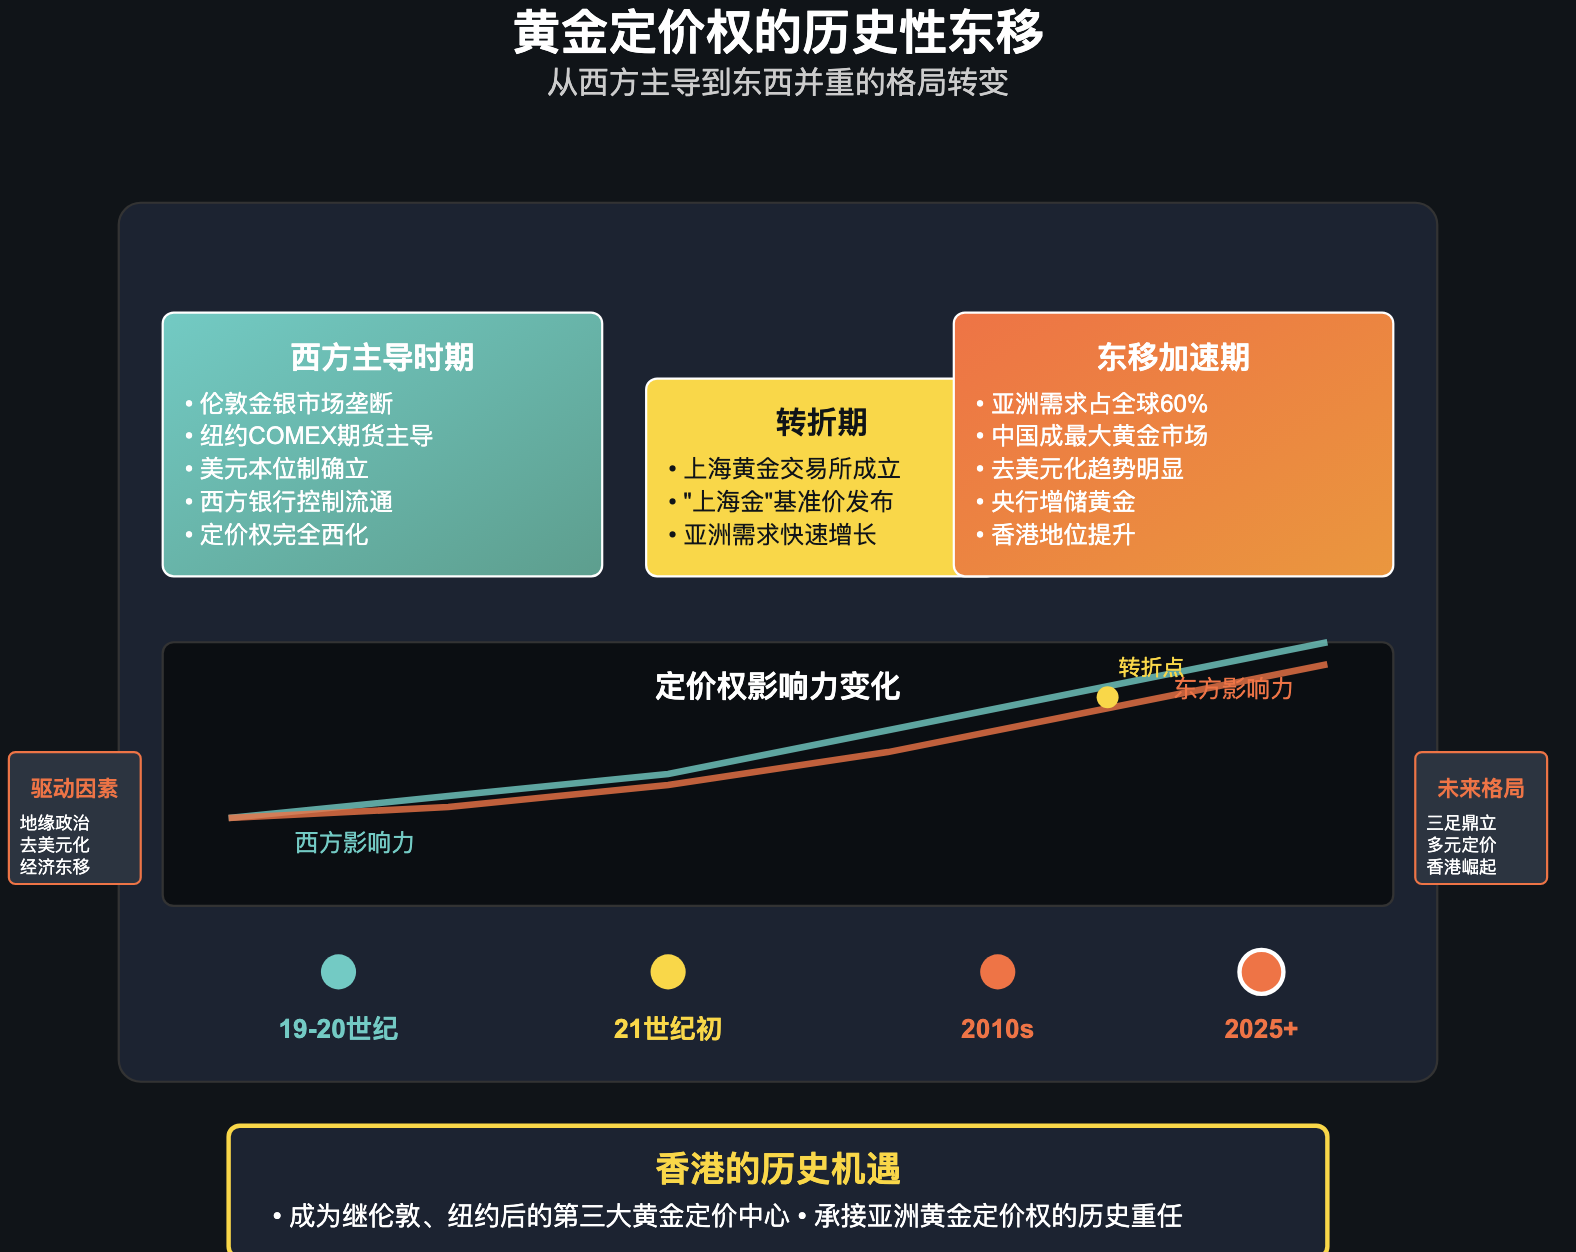 黄金定价权的历史性东移
从西方主导到东西并重的格局转变
西方主导时期
• 伦敦金银市场垄断
• 纽约COMEX期货主导
• 美元本位制确立
• 西方银行控制流通
• 定价权完全西化
转折期
• 上海黄金交易所成立
• "上海金"基准价发布
• 亚洲需求快速增长
东移加速期
• 亚洲需求占全球60%
• 中国成最大黄金市场
• 去美元化趋势明显
• 央行增储黄金
• 香港地位提升
定价权影响力变化
转折点
东方影响力
西方影响力
驱动因素
地缘政治
去美元化
经济东移
未来格局
三足鼎立
多元定价
香港崛起
19-20世纪
21世纪初
2010s
2025+
香港的历史机遇
• 成为继伦敦、纽约后的第三大黄金定价中心 • 承接亚洲黄金定价权的历史重任